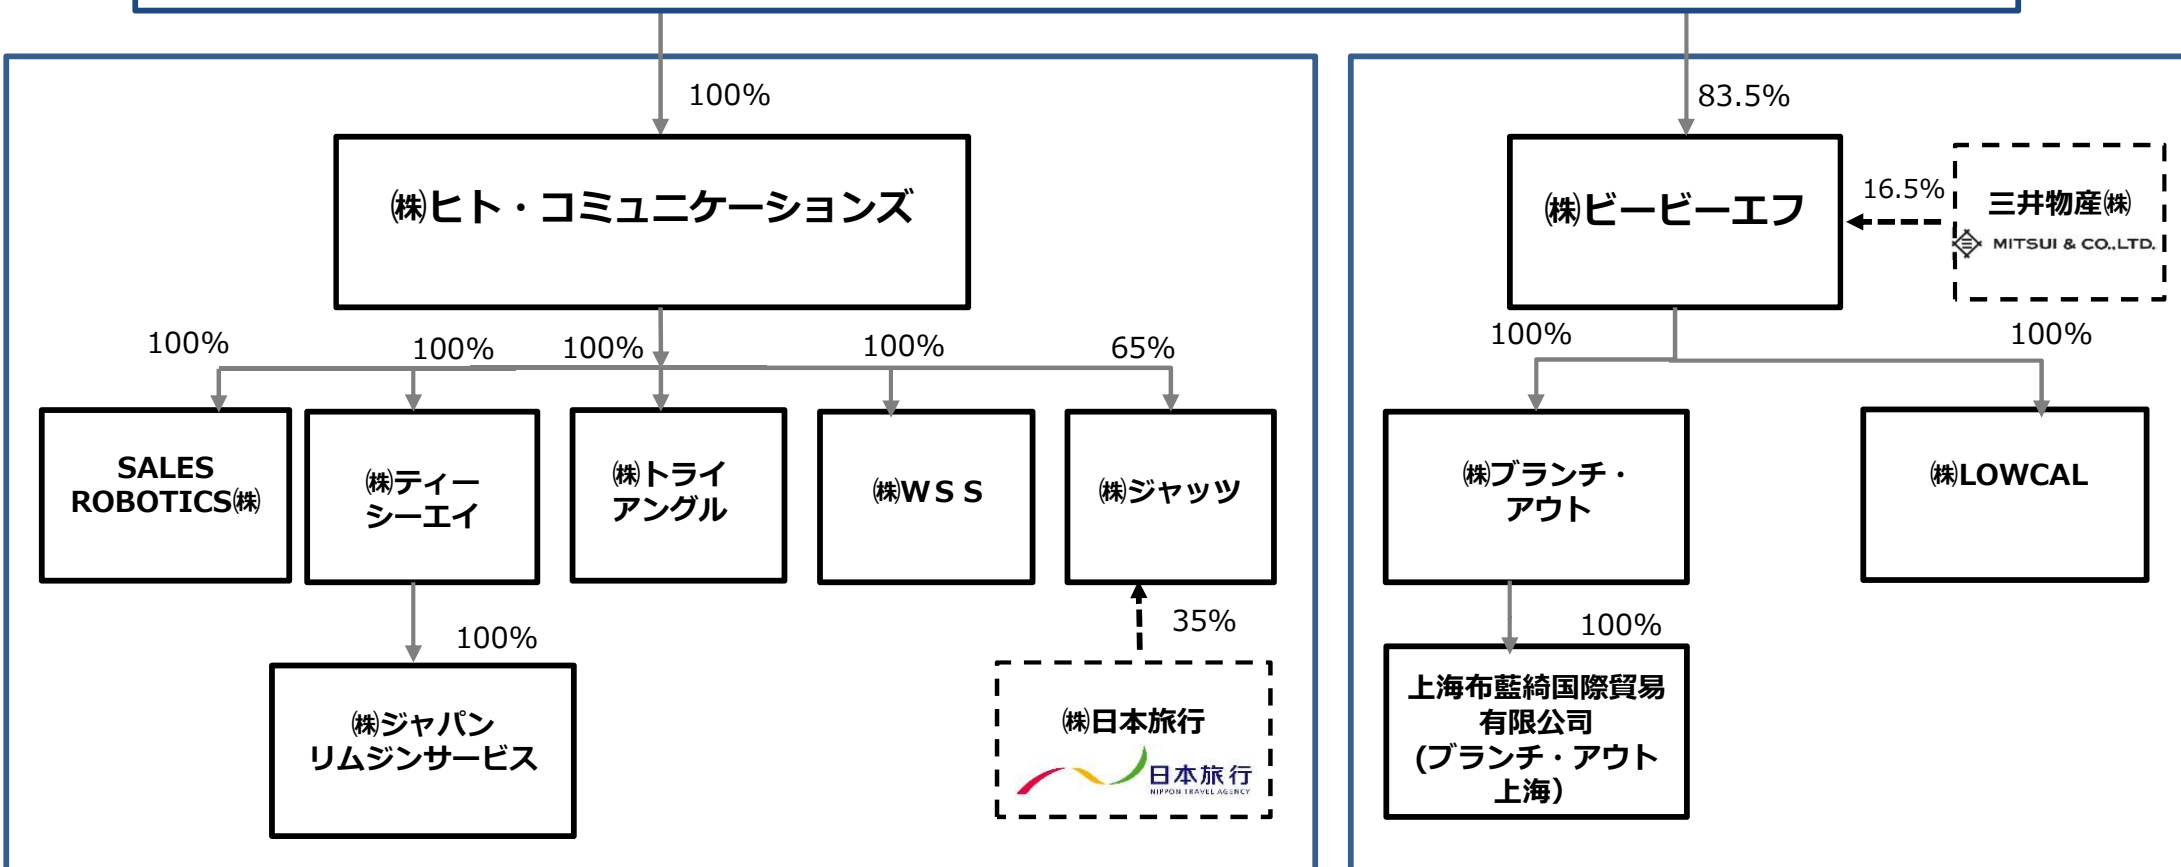 100%
㈱ヒト・コミュニケーションズ
100%
100%
100%
100%
65%
SALES
ROBOTICS㈱
㈱ティー
シーエイ
㈱トライ
アングル
㈱WSS
㈱ジャッツ
100%
㈱ジャパン
リムジンサービス
35%
㈱日本旅行
日本旅行
NIPPON TRAVEL AGENCY
83.5%
㈱ビービーエフ
16.5%
三井物産㈱
MITSUI & CO.,LTD.
100%
100%
㈱ブランチ・
アウト
㈱LOWCAL
100%
上海布藍綺国際貿易
有限公司
(ブランチ・アウト
上海）